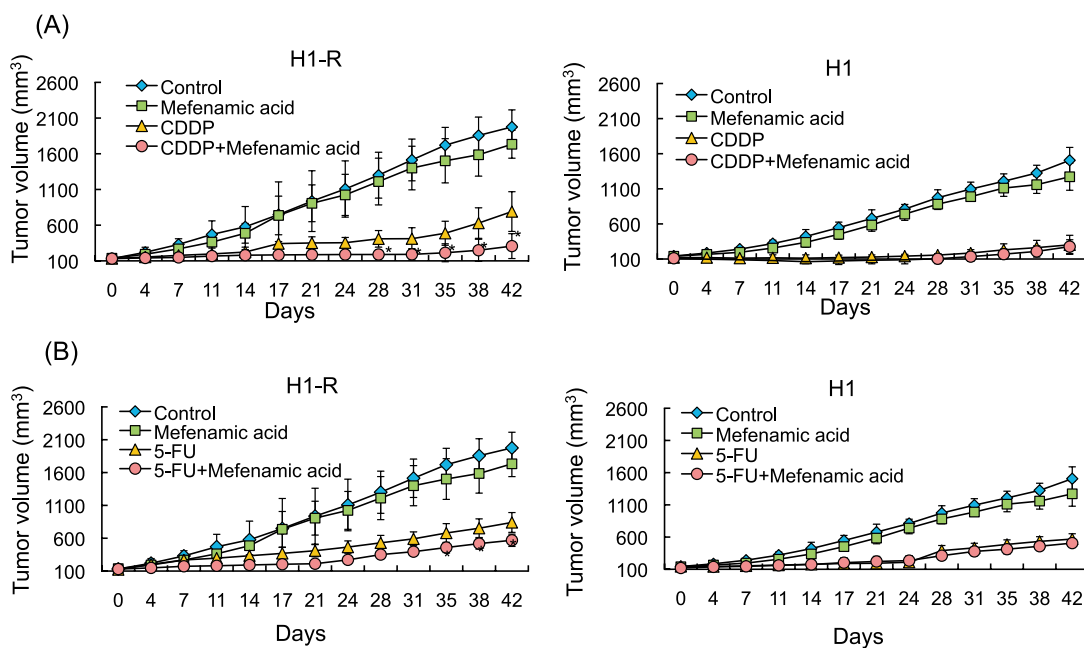 (A)
H1-R
Tumor volume (mm³)
2600
2100
1600
1100
600
100
Control
Mefenamic acid
CDDP
CDDP+Mefenamic acid
* * * * *
0 4 7 11 14 17 21 24 28 31 35 38 42
Days
H1
Tumor volume (mm³)
2600
2100
1600
1100
600
100
Control
Mefenamic acid
CDDP
CDDP+Mefenamic acid
0 4 7 11 14 17 21 24 28 31 35 38 42
Days
(B)
H1-R
Tumor volume (mm³)
2600
2100
1600
1100
600
100
Control
Mefenamic acid
5-FU
5-FU+Mefenamic acid
* * *
0 4 7 11 14 17 21 24 28 31 35 38 42
Days
H1
Tumor volume (mm³)
2600
2100
1600
1100
600
100
Control
Mefenamic acid
5-FU
5-FU+Mefenamic acid
0 4 7 11 14 17 21 24 28 31 35 38 42
Days